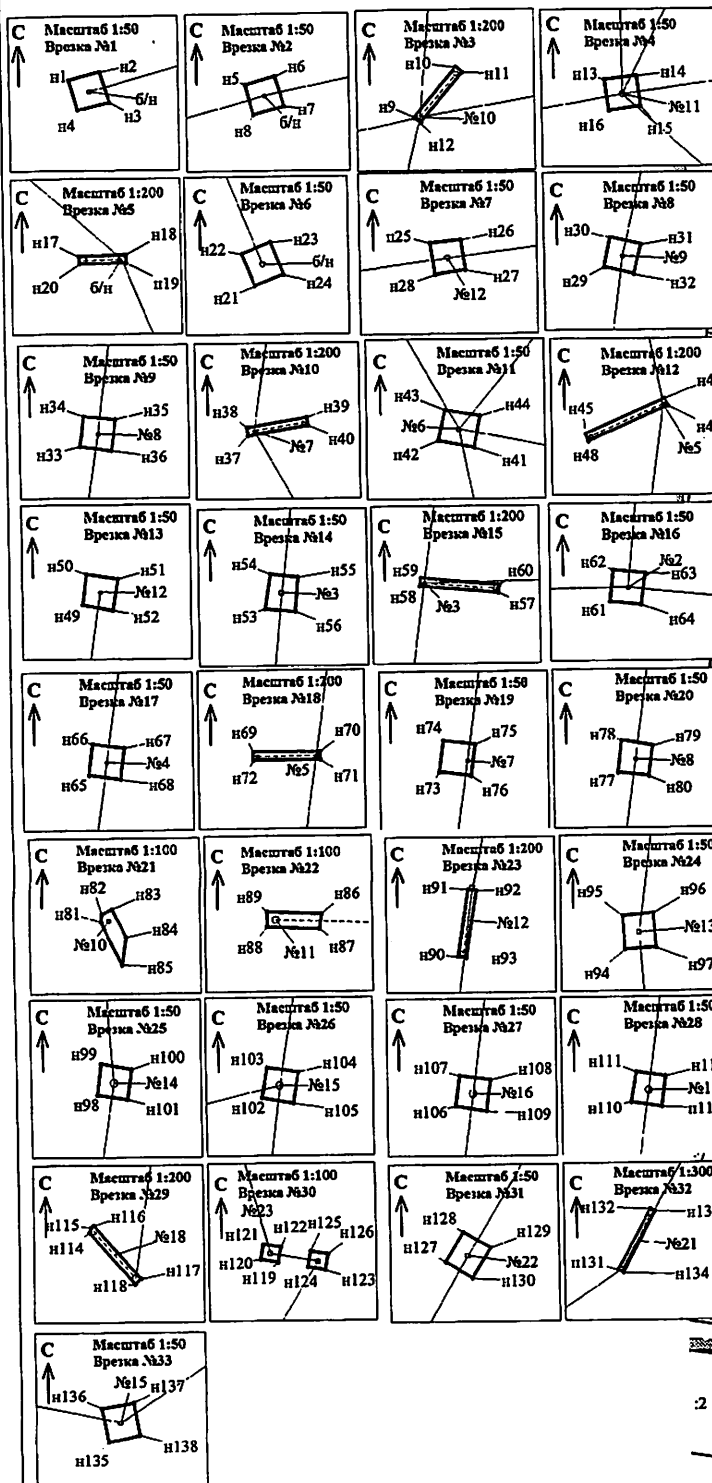 С
Масштаб 1:50
Врезка №1
н1
н2
б/н
н3
н4
С
Масштаб 1:50
Врезка №2
н5
н6
н7
н8
б/н
С
Масштаб 1:200
Врезка №3
н10
н11
н9
№10
н12
С
Масштаб 1:50
Врезка №4
н13
н14
№11
н16
н15
С
Масштаб 1:200
Врезка №5
н17
н18
н20
б/н
п19
С
Масштаб 1:50
Врезка №6
н22
н23
б/н
н21
н24
С
Масштаб 1:50
Врезка №7
п25
н26
н28
н27
№12
С
Масштаб 1:50
Врезка №8
н30
н31
№9
н29
н32
С
Масштаб 1:50
Врезка №9
н34
н35
№8
н33
н36
С
Масштаб 1:200
Врезка №10
н38
н39
н37
н40
№7
С
Масштаб 1:50
Врезка №11
н43
н44
№6
п42
н41
С
Масштаб 1:200
Врезка №12
н45
н48
№5
С
Масштаб 1:50
Врезка №13
н50
н51
№12
н49
н52
С
Масштаб 1:50
Врезка №14
н54
н55
№3
н53
н56
С
Масштаб 1:200
Врезка №15
н59
н60
н58
№3
н57
С
Масштаб 1:50
Врезка №16
н62
№2
н63
н61
н64
С
Масштаб 1:50
Врезка №17
н66
н67
№4
н65
н68
С
Масштаб 1:200
Врезка №18
н69
н70
н72
№5
н71
С
Масштаб 1:50
Врезка №19
н74
н75
№7
н73
н76
С
Масштаб 1:50
Врезка №20
н78
н79
№8
н77
н80
С
Масштаб 1:100
Врезка №21
н82
н83
н81
№10
н84
н85
С
Масштаб 1:100
Врезка №22
н89
н86
н88
№11
н87
С
Масштаб 1:200
Врезка №23
н91
н92
№12
н90
н93
С
Масштаб 1:50
Врезка №24
н95
н96
№13
н94
н97
С
Масштаб 1:50
Врезка №25
н99
н100
№14
н98
н101
С
Масштаб 1:50
Врезка №26
н103
н104
№15
н102
н105
С
Масштаб 1:50
Врезка №27
н107
н108
№16
н106
н109
С
Масштаб 1:50
Врезка №28
н111
н110
С
Масштаб 1:200
Врезка №29
н115
н116
н114
№18
н118
н117
С
Масштаб 1:100
Врезка №30
№23
н121
н122
н125
н126
н120
н119
н124
н123
С
Масштаб 1:50
Врезка №31
н128
н129
н127
№22
н130
С
Масштаб 1:300
Врезка №32
н132
№21
п131
н134
С
Масштаб 1:50
Врезка №33
№15
н136
н137
н135
н138
:2